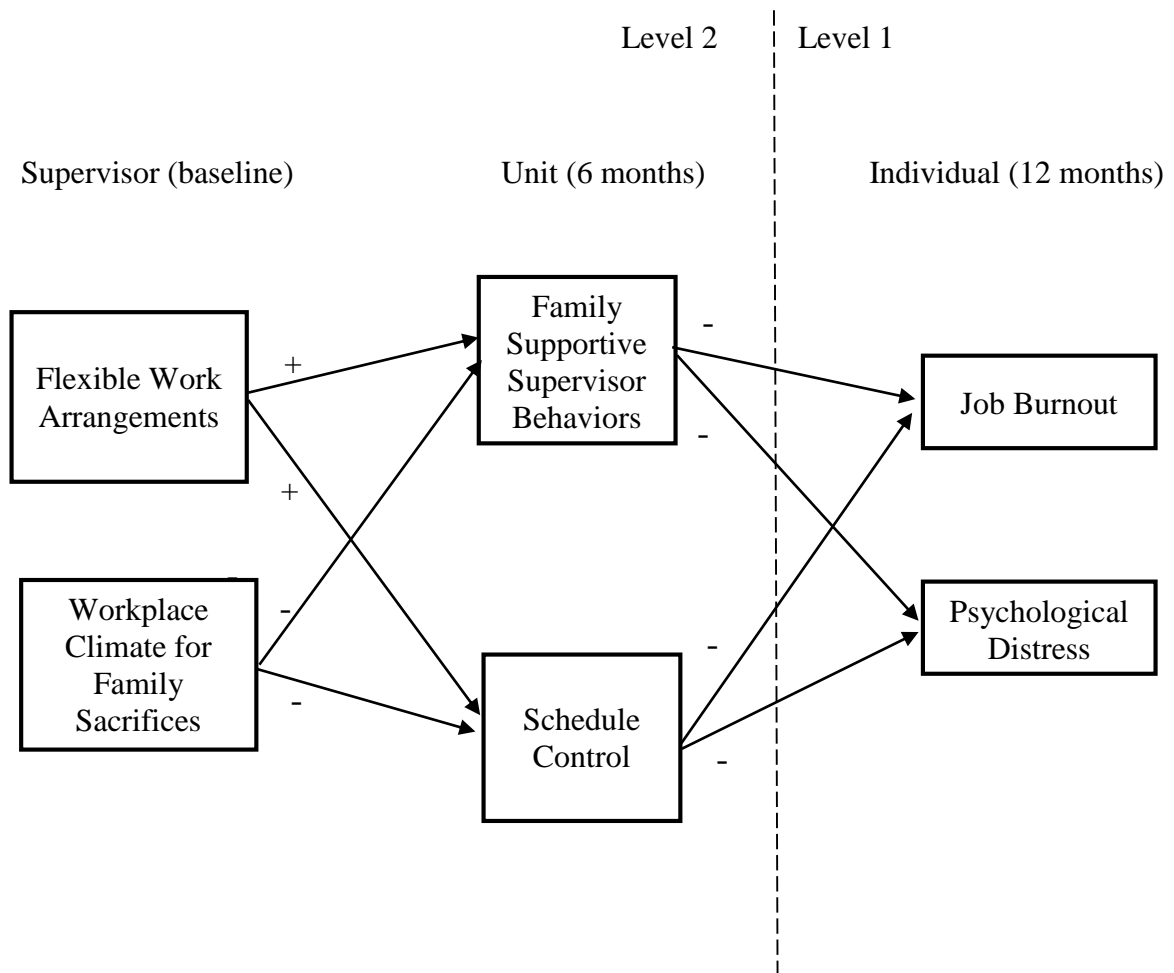 Level 2
Level 1
Supervisor (baseline)
Unit (6 months)
Individual (12 months)
Flexible Work
Arrangements
+
+
Family
Supportive
Supervisor
Behaviors
-
-
Job Burnout
Workplace
Climate for
Family
Sacrifices
-
-
Schedule
Control
-
-
Psychological
Distress